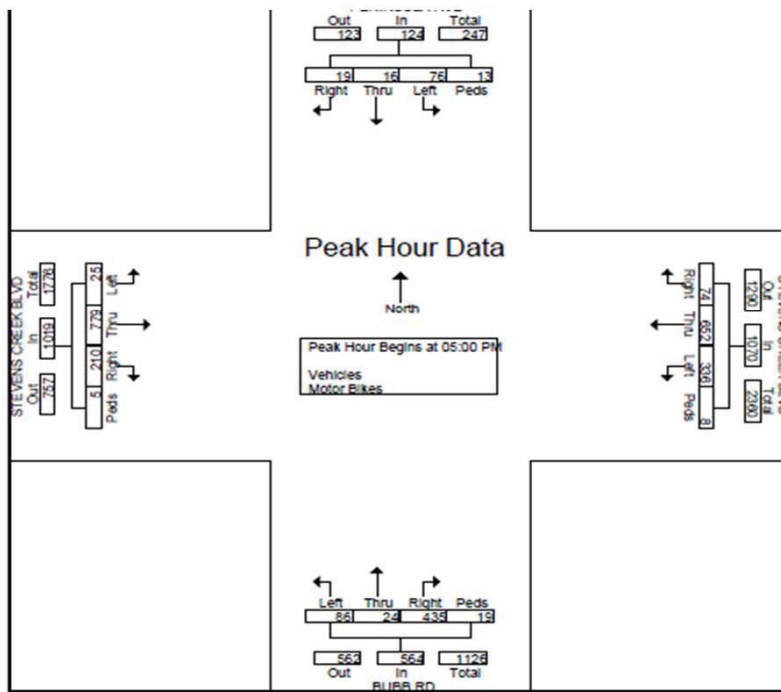 Out In Total
123 124 247
19 16 76 13
Right Thru Left Peds
Peak Hour Data
North
Peak Hour Begins at 05:00 PM
Vehicles
Motor Bikes
STEVENS CREEK BLVD
Out In Total
757 1019 1776
5 210 779 25
Peds Right Thru Left
Right Thru Left Peds
74 652 336 8
Out In Total
1290 1070 2360
Left Thru Right Peds
86 24 435 19
562 564 1126
Out In Total
BUBB RD